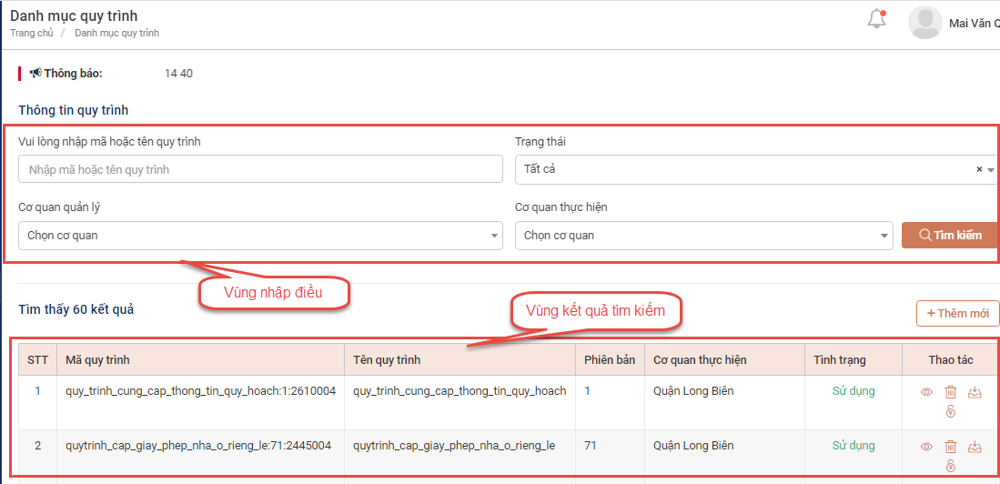 Danh mục quy trình
Trang chủ / Danh mục quy trình
Mai Văn Q
Thông báo: 14 40
Thông tin quy trình
Vui lòng nhập mã hoặc tên quy trình
Trạng thái
Nhập mã hoặc tên quy trình
Tất cả × 
Cơ quan quản lý
Cơ quan thực hiện
Chọn cơ quan
Chọn cơ quan
Tìm kiếm
Vùng nhập điều
Tìm thấy 60 kết quả
Vùng kết quả tìm kiếm
+ Thêm mới
STT Mã quy trình Tên quy trình Phiên bản Cơ quan thực hiện Tình trạng Thao tác
1 quy_trinh_cung_cap_thong_tin_quy_hoach:1:2610004 quy_trinh_cung_cap_thong_tin_quy_hoach 1 Quận Long Biên Sử dụng
2 quytrinh_cap_giay_phep_nha_o_rieng_le:71:2445004 quytrinh_cap_giay_phep_nha_o_rieng_le 71 Quận Long Biên Sử dụng